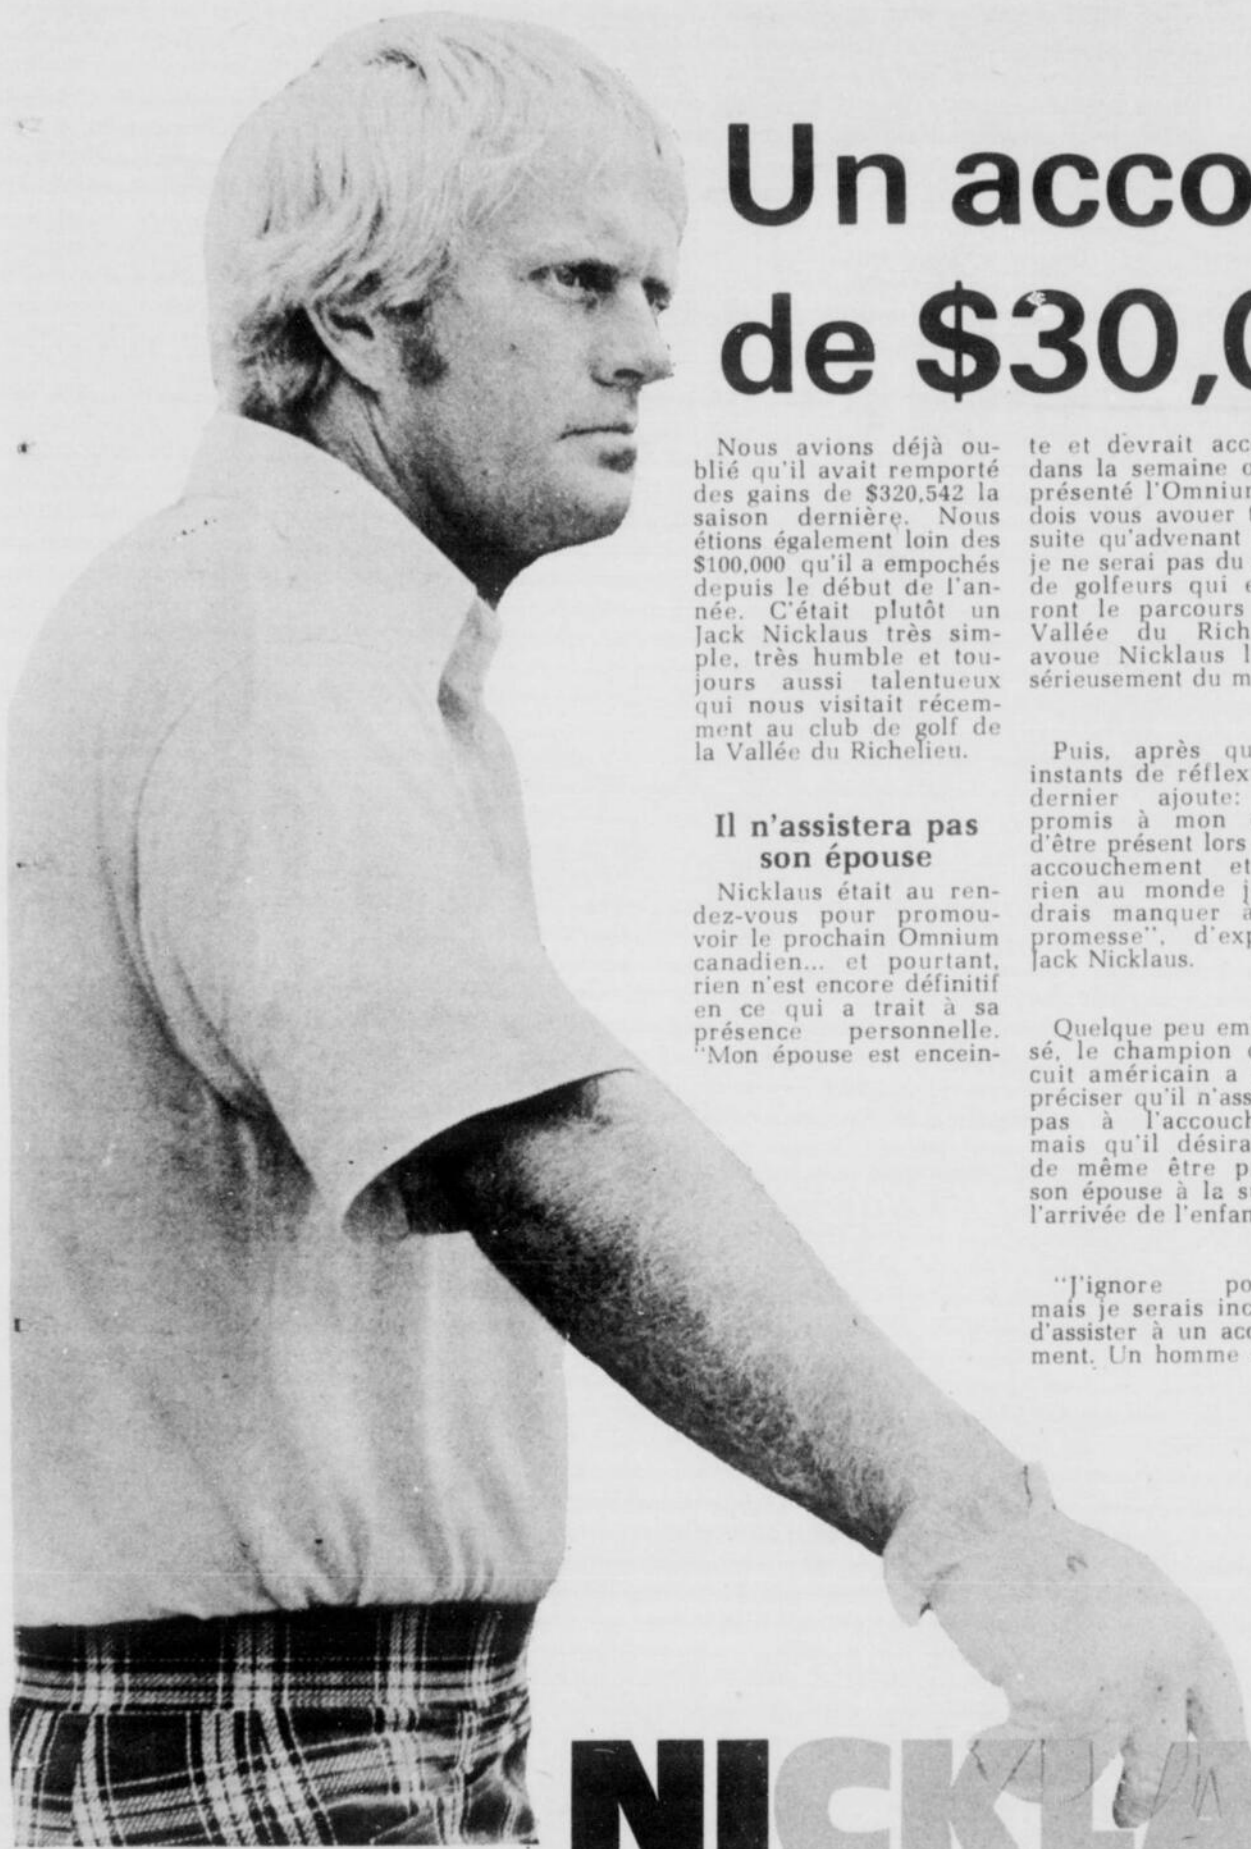 Un acco
de $30,0
Nous avions déjà ou-
blié qu'il avait remporté
des gains de $320,542 la
saison dernière. Nous
étions également loin des
$100,000 qu'il a empochés
depuis le début de l'an-
née. C'était plutôt un
Jack Nicklaus très sim-
ple, très humble et tou-
jours aussi talentueux
qui nous visitait récem-
ment au club de golf de
la Vallée du Richelieu.
Il n'assistera pas
son épouse
Nicklaus était au ren-
dez-vous pour promou-
voir le prochain Omnium
canadien... et pourtant,
rien n'est encore définitif
en ce qui a trait à sa
présence personnelle.
"Mon épouse est encein-
te et devrait acc
dans la semaine o
présenté l'Omniun
dois vous avouer t
suite qu'advenant
je ne serai pas du
de golfeurs qui e
ront le parcours
Vallée du Rich
avoue Nicklaus l
sérieusement du m
Puis, après qu
instants de réflex
dernier ajoute:
promis à mon
d'être présent lors
accouchement et
rien au monde j
drais manquer à
promesse", d'exp
Jack Nicklaus.
Quelque peu em
sé, le champion
cuit américain a
préciser qu'il n'ass
pas à l'accouch
mais qu'il désira
de même être p
son épouse à la s
l'arrivée de l'enfan
"J'ignore po
mais je serais inc
d'assister à un acc
ment. Un homme
NICKLA